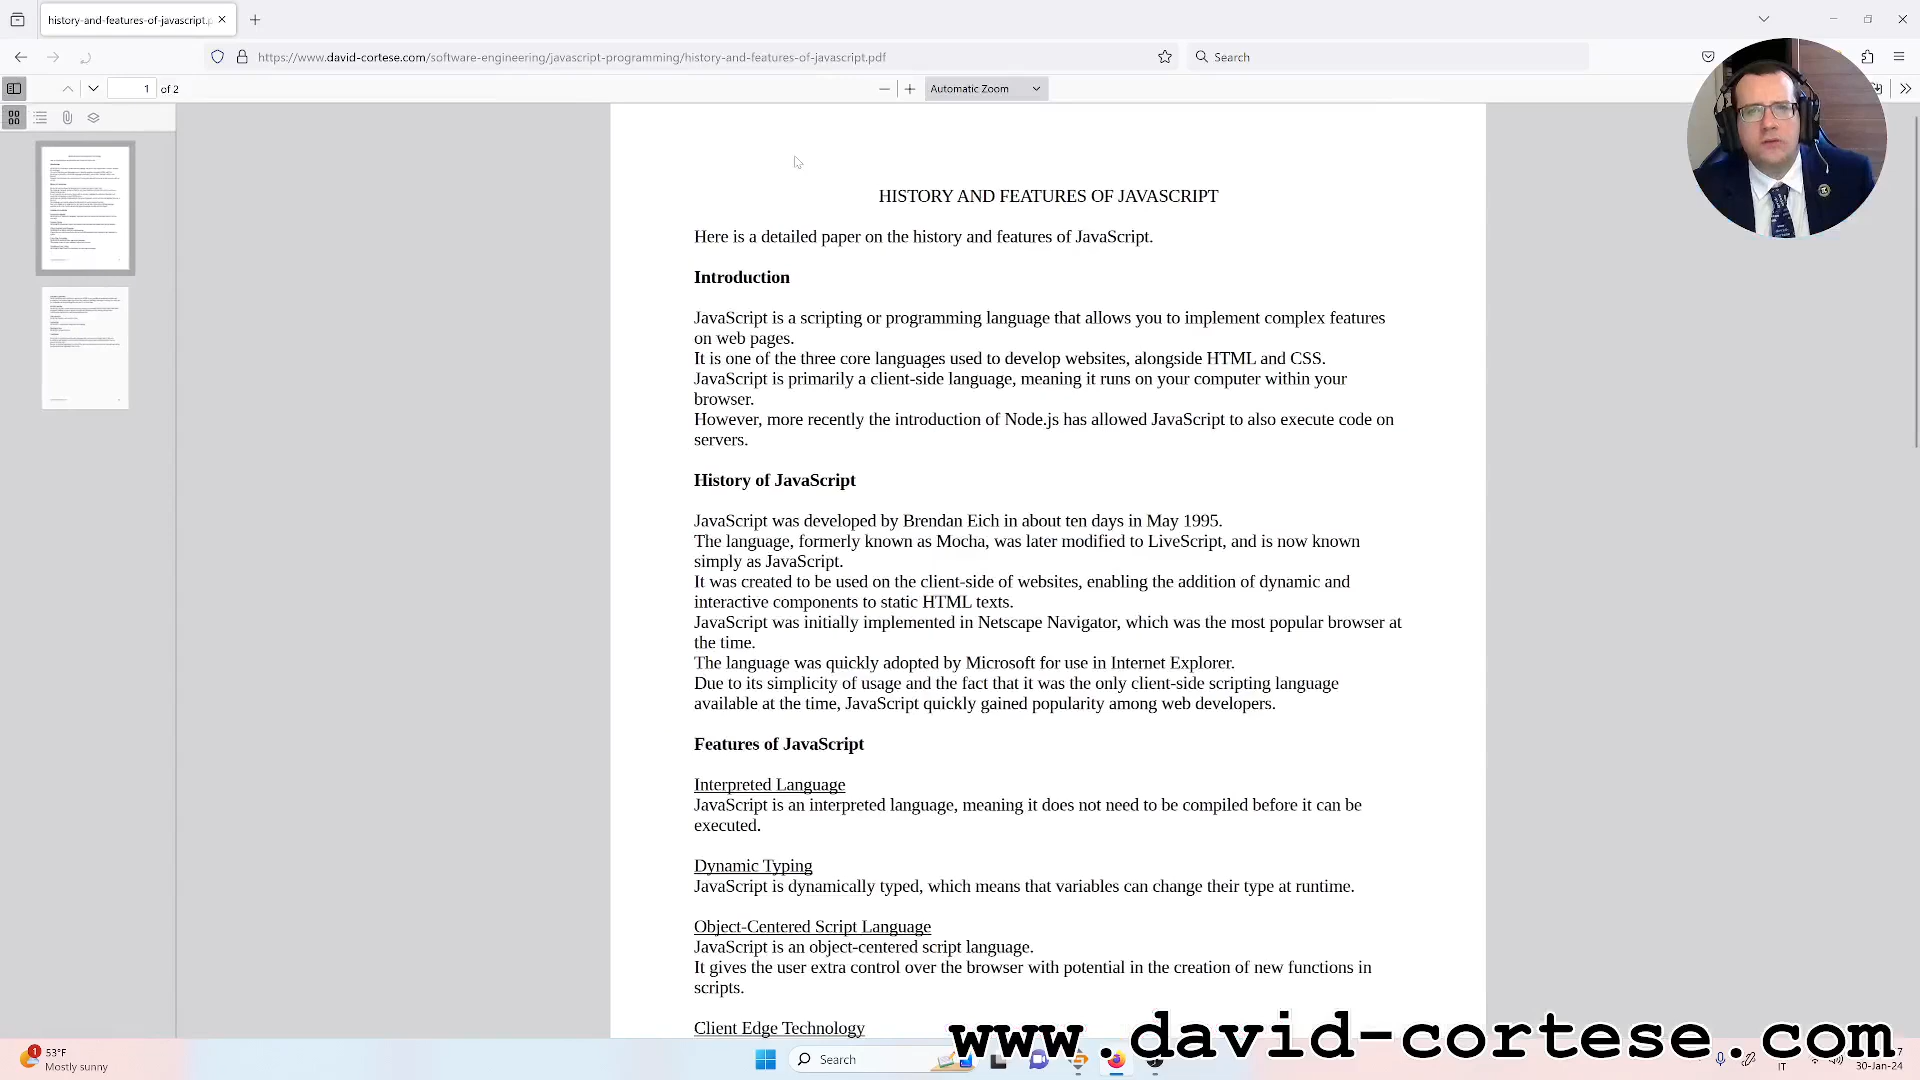 history-and-features-of-javascript.p
https://www.david-cortese.com/software-engineering/javascript-programming/history-and-features-of-javascript.pdf
Search
1 of 2
Automatic Zoom
HISTORY AND FEATURES OF JAVASCRIPT
Here is a detailed paper on the history and features of JavaScript.
Introduction
JavaScript is a scripting or programming language that allows you to implement complex features
on web pages.
It is one of the three core languages used to develop websites, alongside HTML and CSS.
JavaScript is primarily a client-side language, meaning it runs on your computer within your
browser.
However, more recently the introduction of Node.js has allowed JavaScript to also execute code on
servers.
History of JavaScript
JavaScript was developed by Brendan Eich in about ten days in May 1995.
The language, formerly known as Mocha, was later modified to LiveScript, and is now known
simply as JavaScript.
It was created to be used on the client-side of websites, enabling the addition of dynamic and
interactive components to static HTML texts.
JavaScript was initially implemented in Netscape Navigator, which was the most popular browser at
the time.
The language was quickly adopted by Microsoft for use in Internet Explorer.
Due to its simplicity of usage and the fact that it was the only client-side scripting language
available at the time, JavaScript quickly gained popularity among web developers.
Features of JavaScript
Interpreted Language
JavaScript is an interpreted language, meaning it does not need to be compiled before it can be
executed.
Dynamic Typing
JavaScript is dynamically typed, which means that variables can change their type at runtime.
Object-Centered Script Language
JavaScript is an object-centered script language.
It gives the user extra control over the browser with potential in the creation of new functions in
scripts.
Client Edge Technology
www.david-cortese.com
1
53°F
Mostly sunny
Search
IT
30-Jan-24